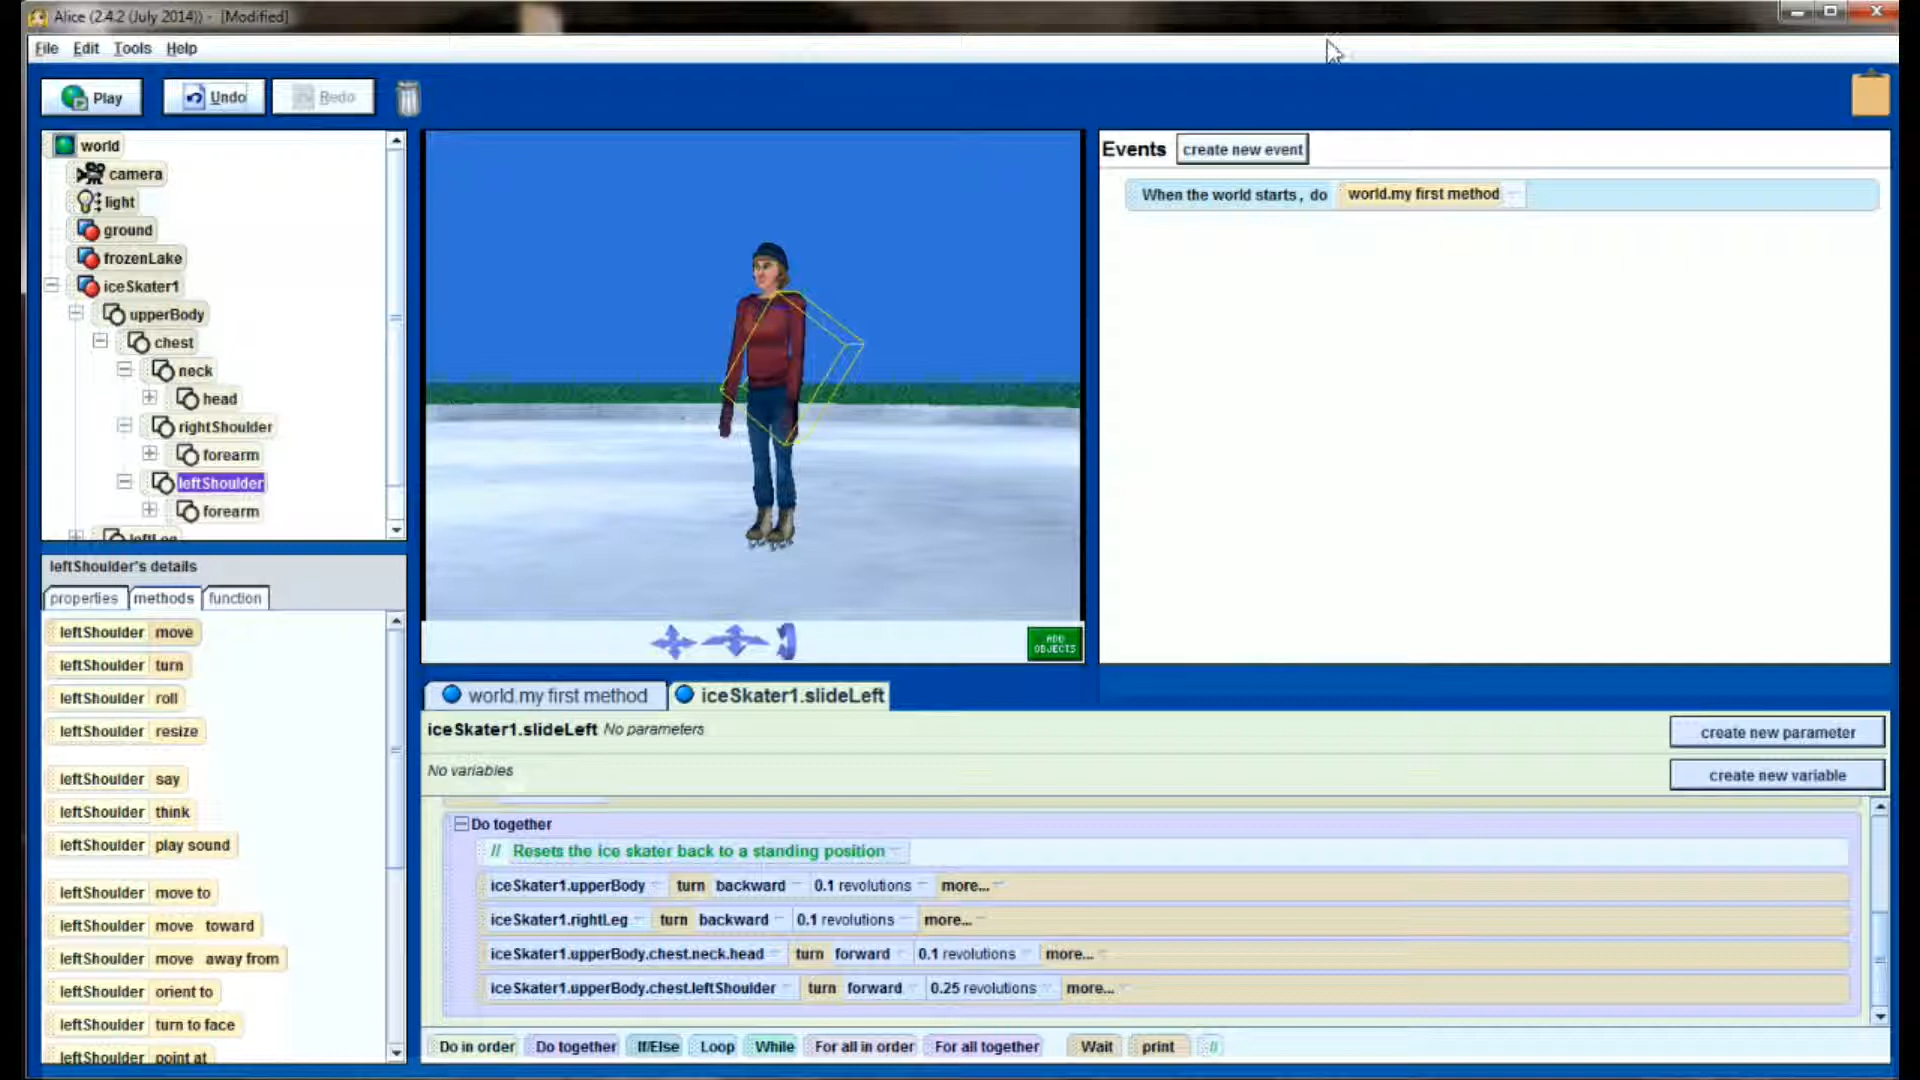 Alice (2.4.2 (July 2014)) - [Modified]
File Edit Tools Help
Play Undo Redo
world
camera
light
ground
frozenLake
iceSkater1
upperBody
chest
neck
head
rightShoulder
forearm
leftShoulder
forearm
leftLeg
ADD OBJECTS
Events create new event
When the world starts, do world.my first method
leftShoulder's details
properties methods function
leftShoulder move
leftShoulder turn
leftShoulder roll
leftShoulder resize
leftShoulder say
leftShoulder think
leftShoulder play sound
leftShoulder move to
leftShoulder move toward
leftShoulder move away from
leftShoulder orient to
leftShoulder turn to face
leftShoulder point at
world.my first method iceSkater1.slideLeft
iceSkater1.slideLeft No parameters
create new parameter
No variables
create new variable
Do together
// Resets the ice skater back to a standing position
iceSkater1.upperBody turn backward 0.1 revolutions more...
iceSkater1.rightLeg turn backward 0.1 revolutions more...
iceSkater1.upperBody.chest.neck.head turn forward 0.1 revolutions more...
iceSkater1.upperBody.chest.leftShoulder turn forward 0.25 revolutions more...
Do in order Do together If/Else Loop While For all in order For all together Wait print //